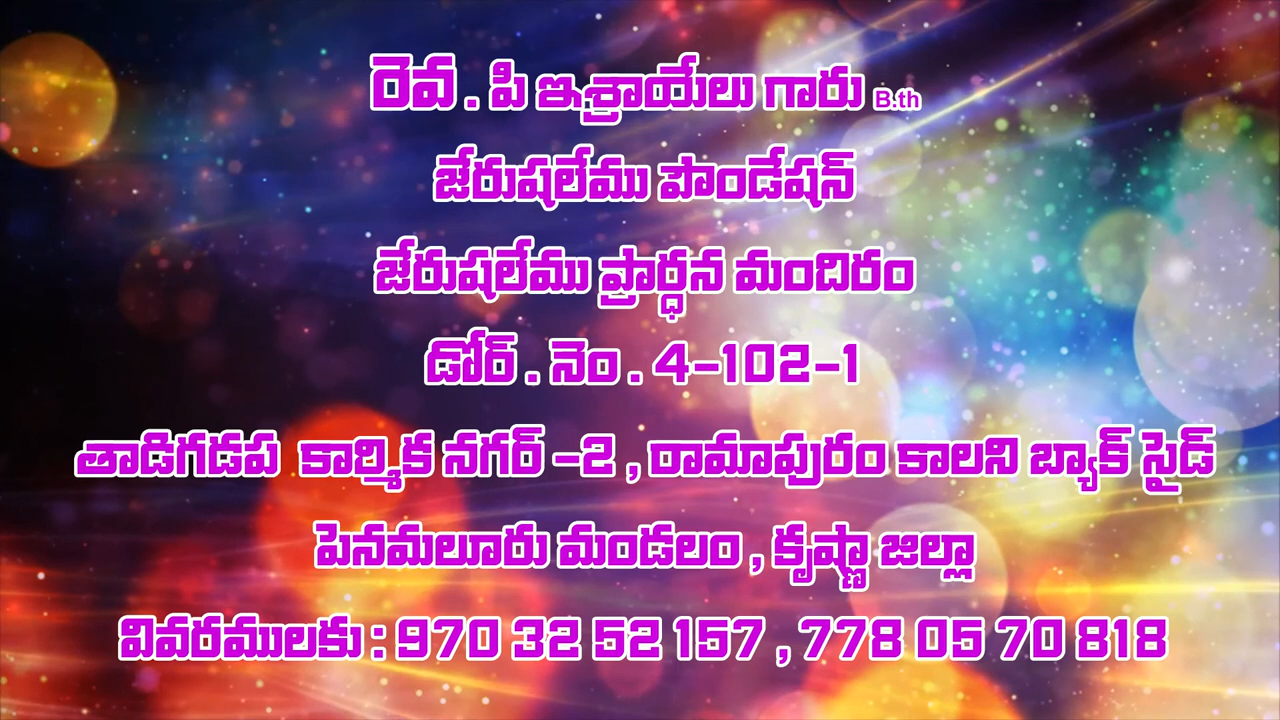 రెవ . పి ఇశ్రాయేలు గారు B.th
జేరుషలేము పౌండేషన్
జేరుషలేము ప్రార్ధన మందిరం
డోర్ . నెం . 4-102-1
తాడిగడప కార్మిక నగర్ -2 , రామాపురం కాలని బ్యాక్ సైడ్
పెనమలూరు మండలం , కృష్ణా జిల్లా
వివరములకు : 970 32 52 157 , 778 05 70 818